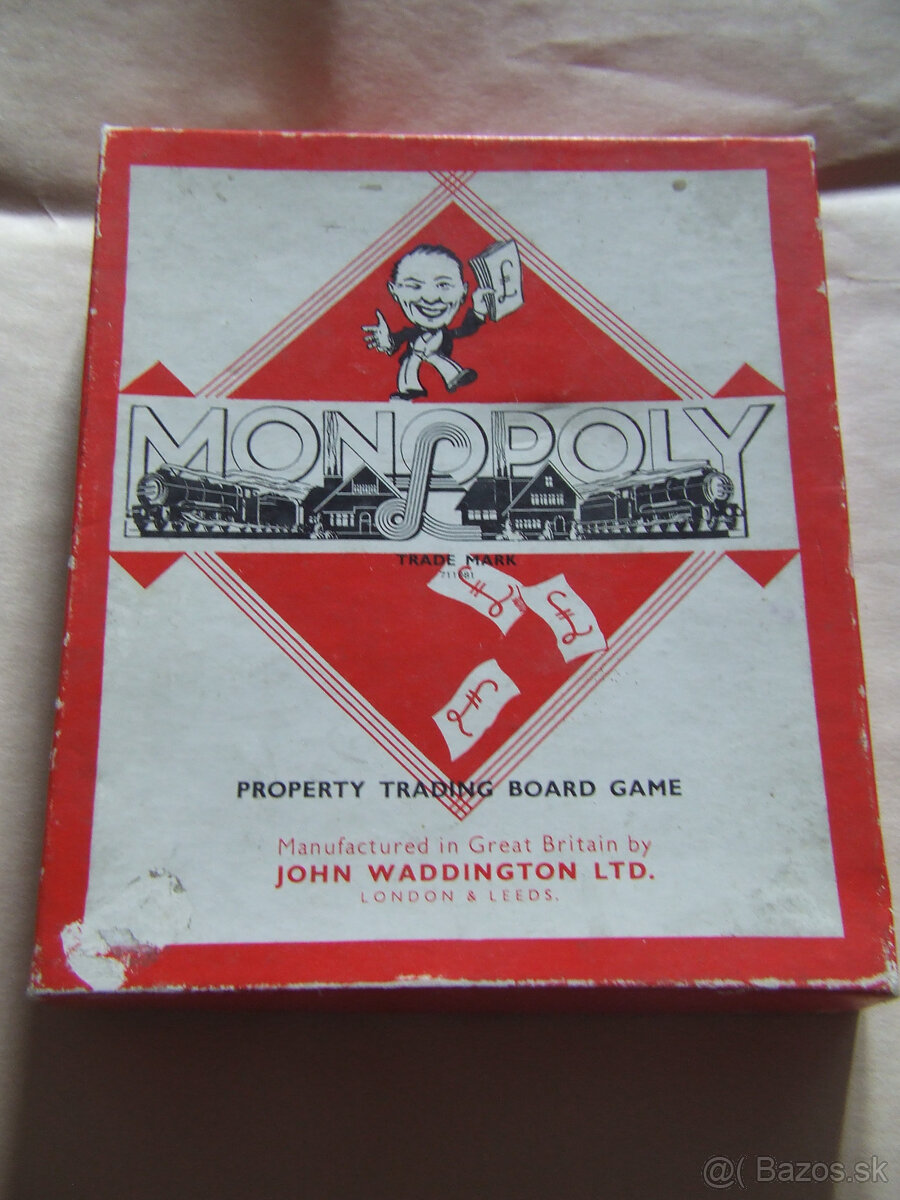 £
MONOPOLY
£
TRADE MARK
£
£
£
PROPERTY TRADING BOARD GAME
Manufactured in Great Britain by
JOHN WADDINGTON LTD.
LONDON & LEEDS.
@( Bazos.sk